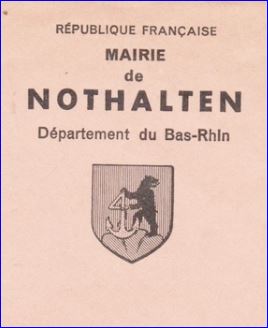 RÉPUBLIQUE FRANÇAISE
MAIRIE
de
NOTHALTEN
Département du Bas-Rhin